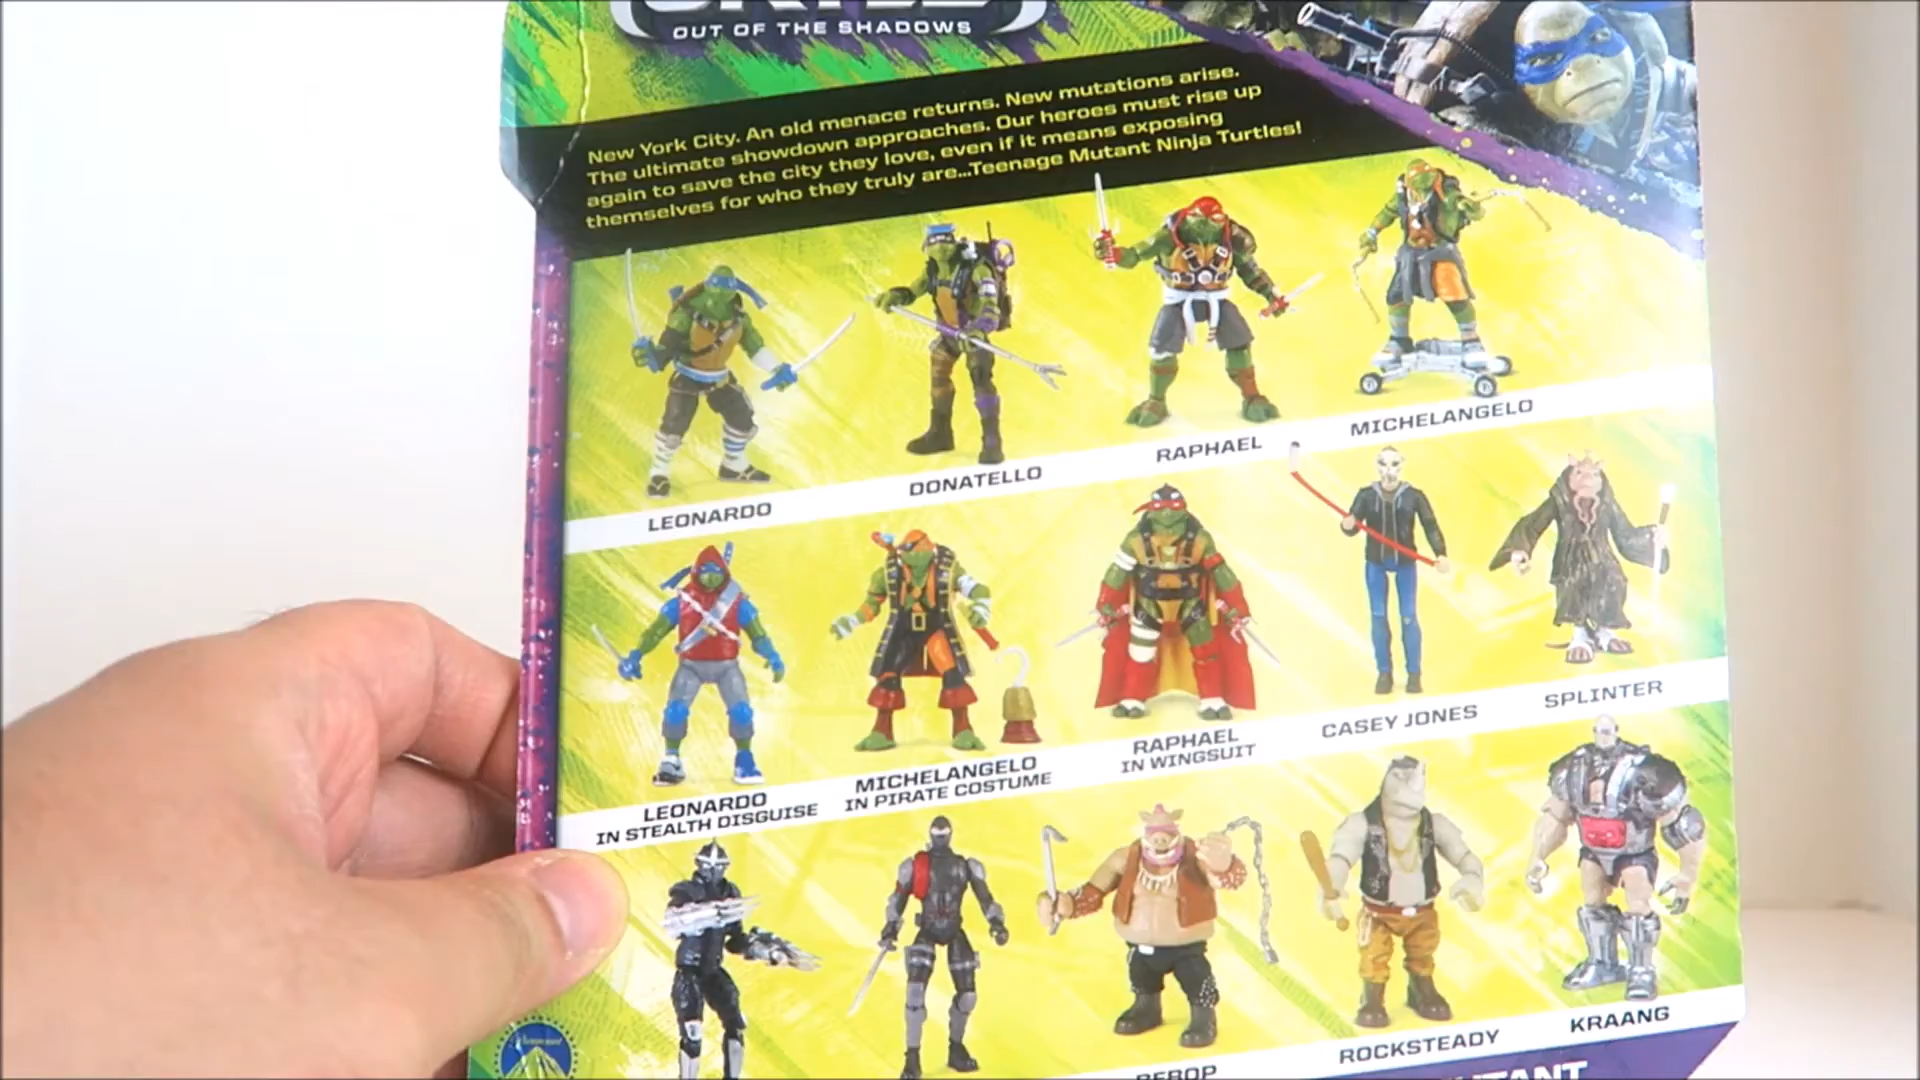 OUT OF THE SHADOWS
New York City. An old menace returns. New mutations arise.
The ultimate showdown approaches. Our heroes must rise up
again to save the city they love, even if it means exposing
themselves for who they truly are...Teenage Mutant Ninja Turtles!
LEONARDO
DONATELLO
RAPHAEL
MICHELANGELO
LEONARDO
IN STEALTH DISGUISE
MICHELANGELO
IN PIRATE COSTUME
RAPHAEL
IN WINGSUIT
CASEY JONES
SPLINTER
BEBOP
ROCKSTEADY
KRAANG
Paramount